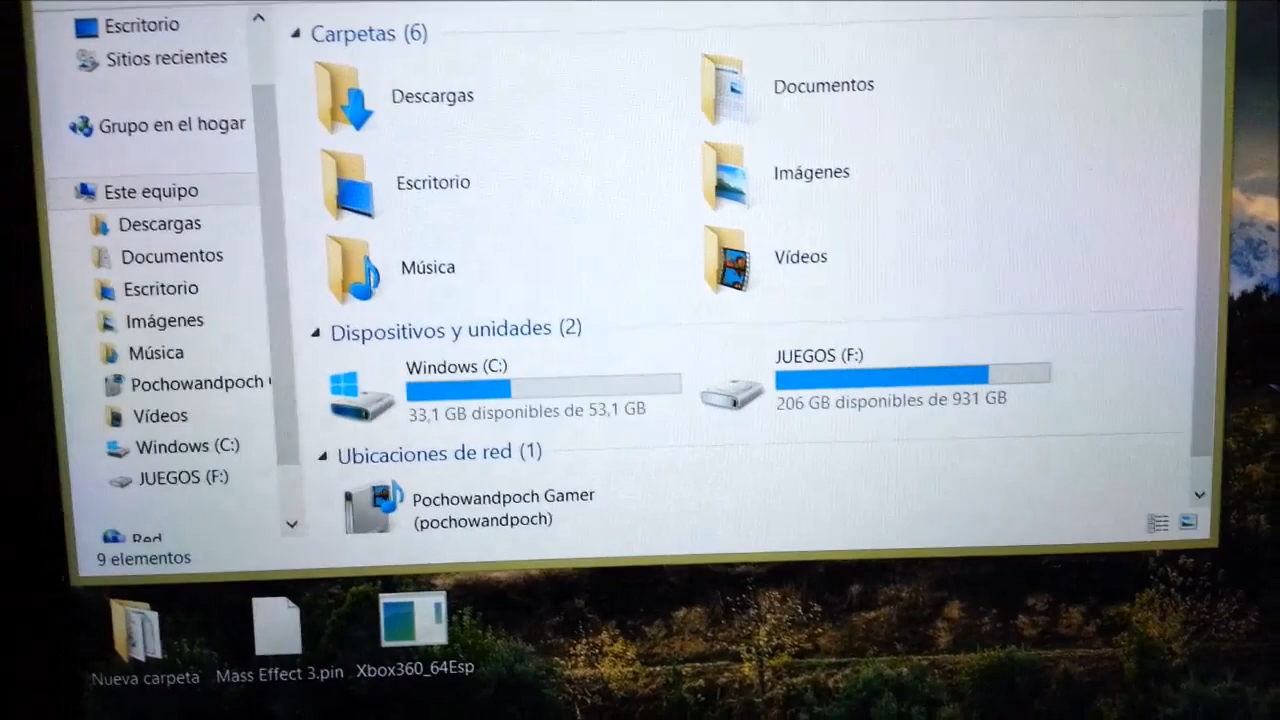 Escritorio
Sitios recientes
Grupo en el hogar
Este equipo
Descargas
Documentos
Escritorio
Imágenes
Música
Pochowandpoch
Vídeos
Windows (C:)
JUEGOS (F:)
Red
9 elementos
Carpetas (6)
Descargas
Documentos
Escritorio
Imágenes
Música
Vídeos
Dispositivos y unidades (2)
Windows (C:)
33,1 GB disponibles de 53,1 GB
JUEGOS (F:)
206 GB disponibles de 931 GB
Ubicaciones de red (1)
Pochowandpoch Gamer
(pochowandpoch)
Nueva carpeta
Mass Effect 3.pin
Xbox360_64Esp